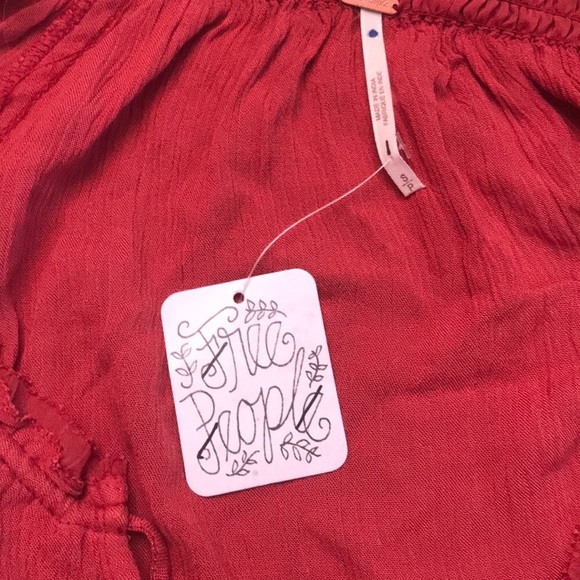 MADE IN INDIA
FABRIQUÉ EN INDE
S/P
Free
People